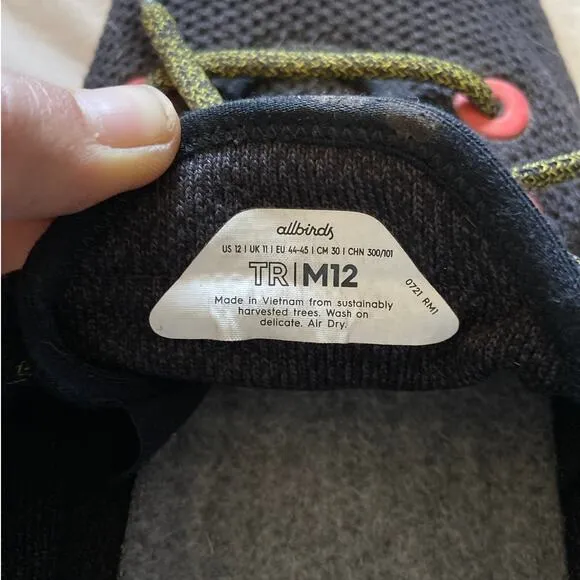 allbirds
US 12 | UK 11 | EU 44-45 | CM 30 | CHN 300/101
TR|M12
Made in Vietnam from sustainably
harvested trees. Wash on
delicate. Air Dry.
0721 RM1